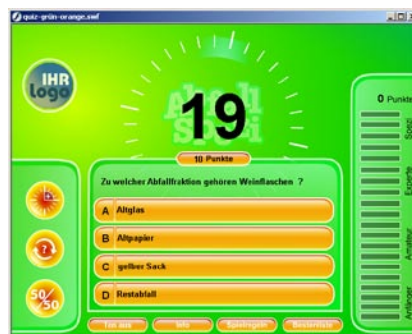 quiz-grün-orange.swf
IHR
Logo
19
0 Punkte
Spezi
Experte
Amateur
Anfänger
10 Punkte
Zu welcher Abfallfraktion gehören Weinflaschen ?
A Altglas
B Altpapier
C gelber Sack
D Restabfall
?
50/50
Ton aus
Info
Spielregeln
Bestenliste